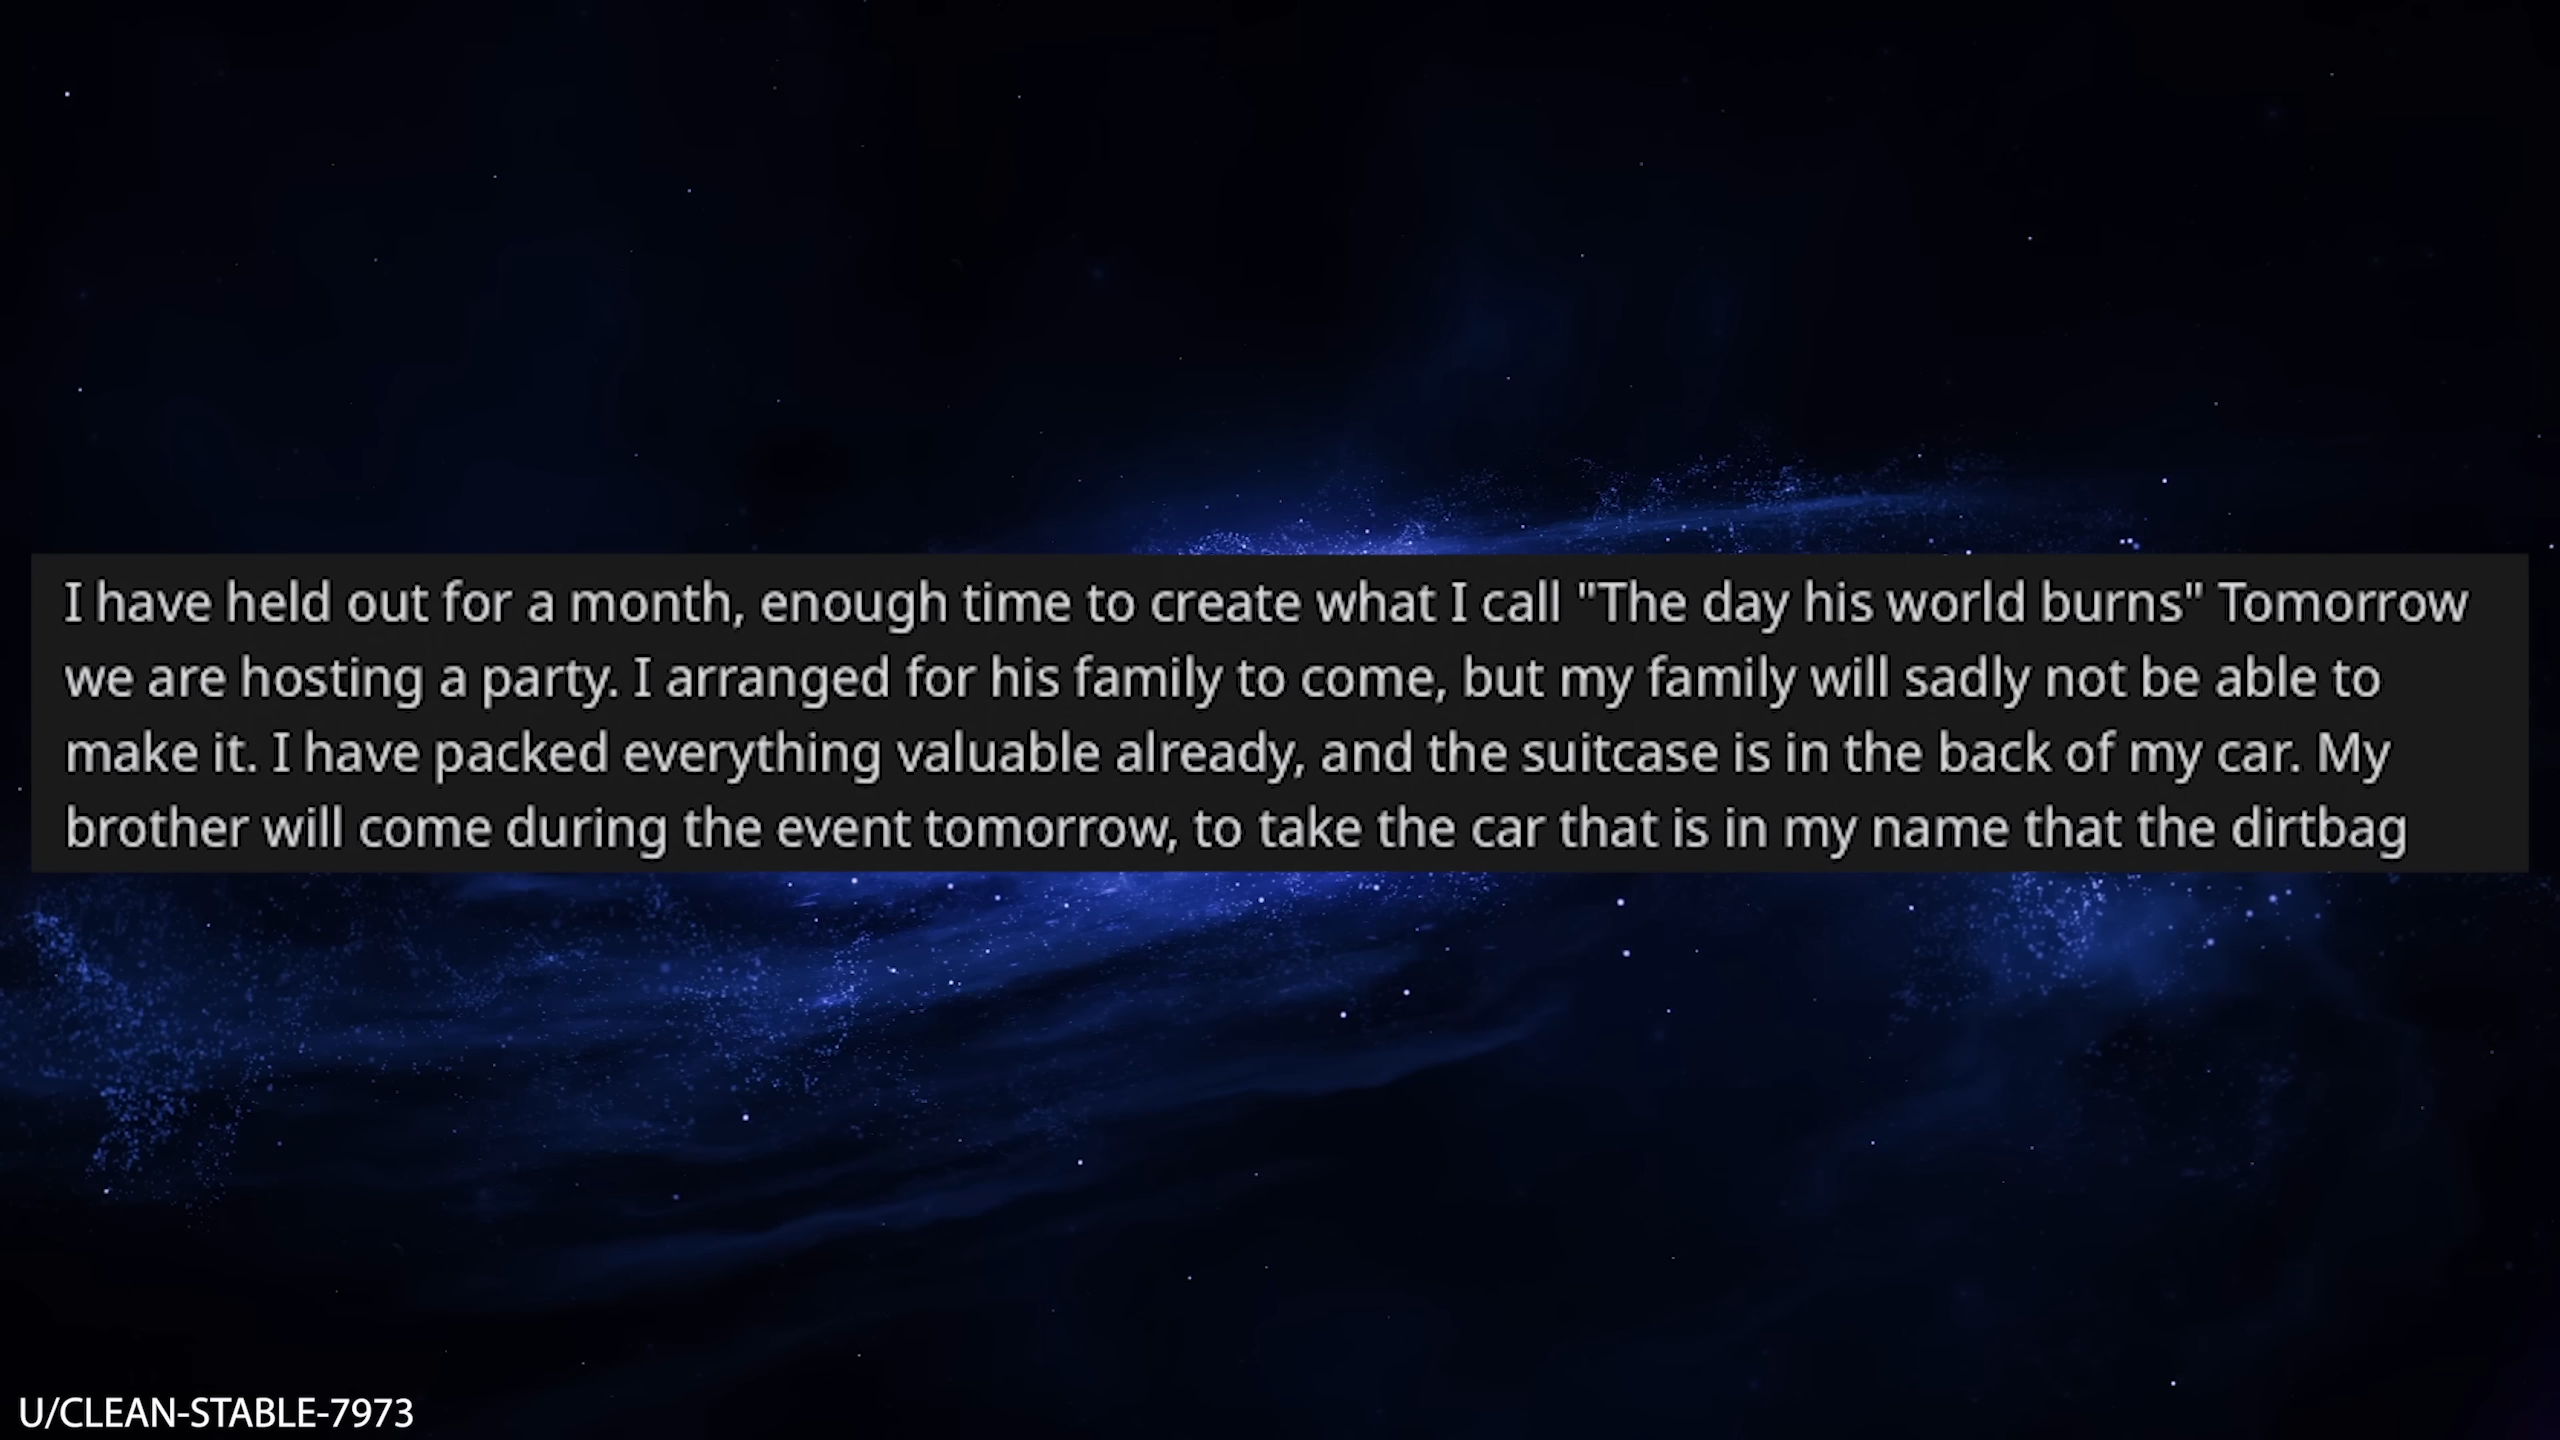 I have held out for a month, enough time to create what I call "The day his world burns" Tomorrow
we are hosting a party. I arranged for his family to come, but my family will sadly not be able to
make it. I have packed everything valuable already, and the suitcase is in the back of my car. My
brother will come during the event tomorrow, to take the car that is in my name that the dirtbag
U/CLEAN-STABLE-7973